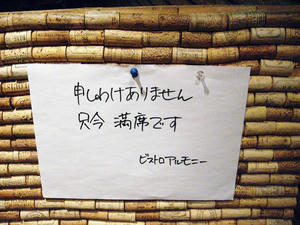 申しわけありません
只今 満席です
ビストロアルモニー